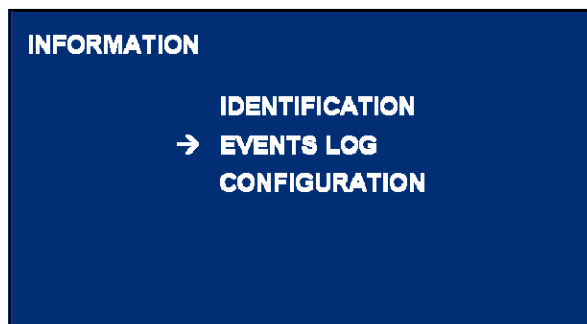 INFORMATION
IDENTIFICATION
→ EVENTS LOG
CONFIGURATION